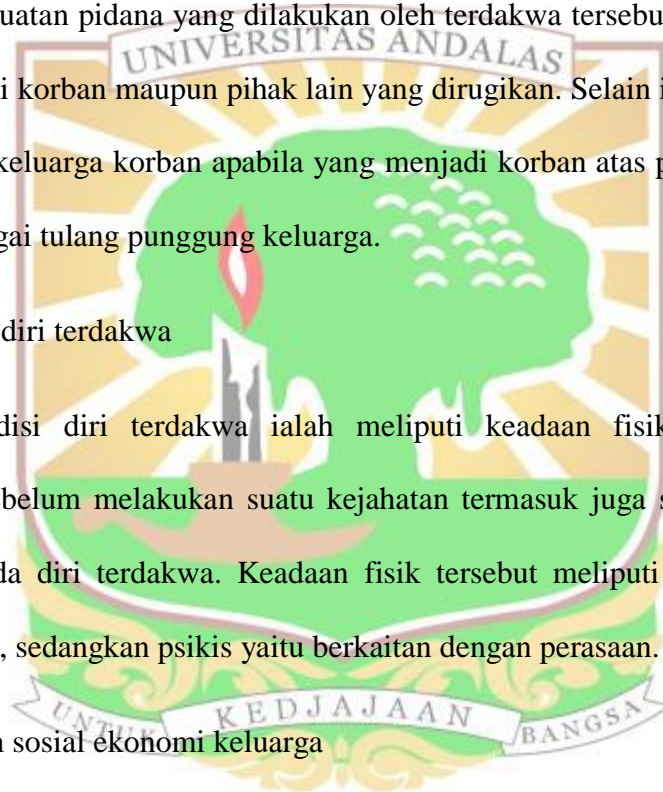 uatan pidana yang dilakukan oleh terdakwa tersebu
UNIVERSITAS ANDALAS
i korban maupun pihak lain yang dirugikan. Selain i
keluarga korban apabila yang menjadi korban atas p
gai tulang punggung keluarga.
diri terdakwa
disi diri terdakwa ialah meliputi keadaan fisik
ebelum melakukan suatu kejahatan termasuk juga s
da diri terdakwa. Keadaan fisik tersebut meliputi
, sedangkan psikis yaitu berkaitan dengan perasaan.
UNTUK KEDJAJAAN BANGSA
n sosial ekonomi keluarga